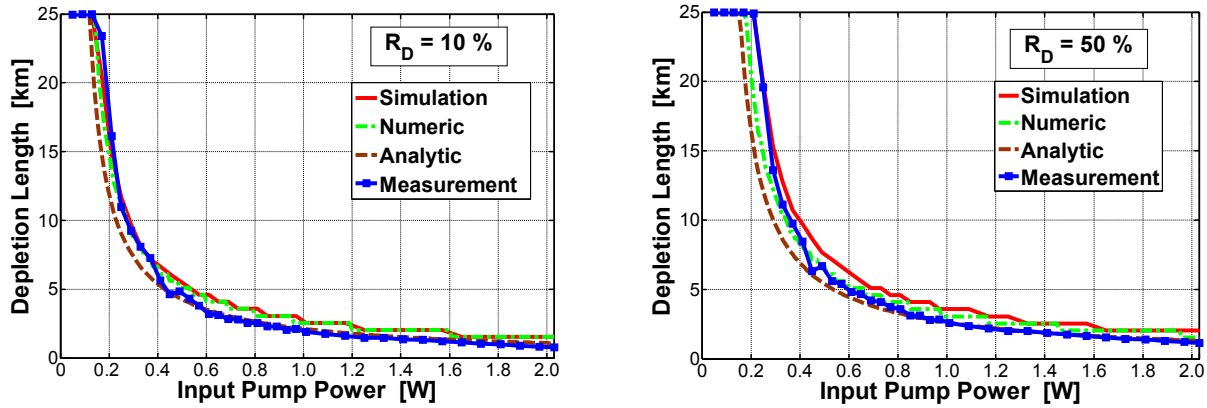 R_D = 10 %
Simulation
Numeric
Analytic
Measurement
Depletion Length [km]
25
20
15
10
5
0
0 0.2 0.4 0.6 0.8 1.0 1.2 1.4 1.6 1.8 2.0
Input Pump Power [W]
R_D = 50 %
Simulation
Numeric
Analytic
Measurement
Depletion Length [km]
25
20
15
10
5
0
0 0.2 0.4 0.6 0.8 1.0 1.2 1.4 1.6 1.8 2.0
Input Pump Power [W]